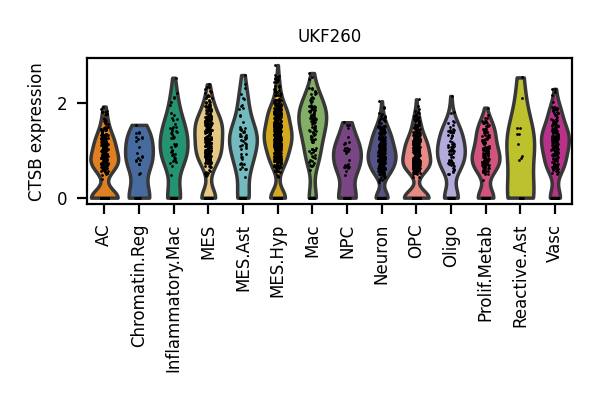 UKF260
CTSB expression
2
0
AC
Chromatin.Reg
Inflammatory.Mac
MES
MES.Ast
MES.Hyp
Mac
NPC
Neuron
OPC
Oligo
Prolif.Metab
Reactive.Ast
Vasc